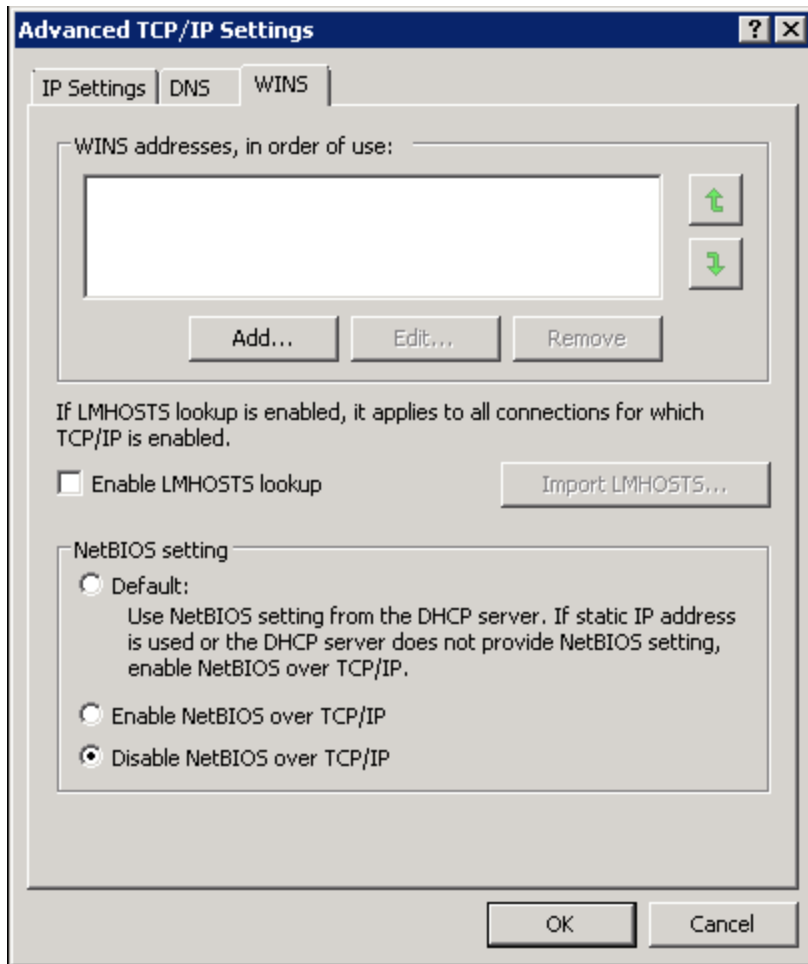 Advanced TCP/IP Settings
IP Settings DNS WINS
WINS addresses, in order of use:
Add... Edit... Remove
If LMHOSTS lookup is enabled, it applies to all connections for which
TCP/IP is enabled.
Enable LMHOSTS lookup Import LMHOSTS...
NetBIOS setting
Default:
Use NetBIOS setting from the DHCP server. If static IP address
is used or the DHCP server does not provide NetBIOS setting,
enable NetBIOS over TCP/IP.
Enable NetBIOS over TCP/IP
Disable NetBIOS over TCP/IP
OK Cancel